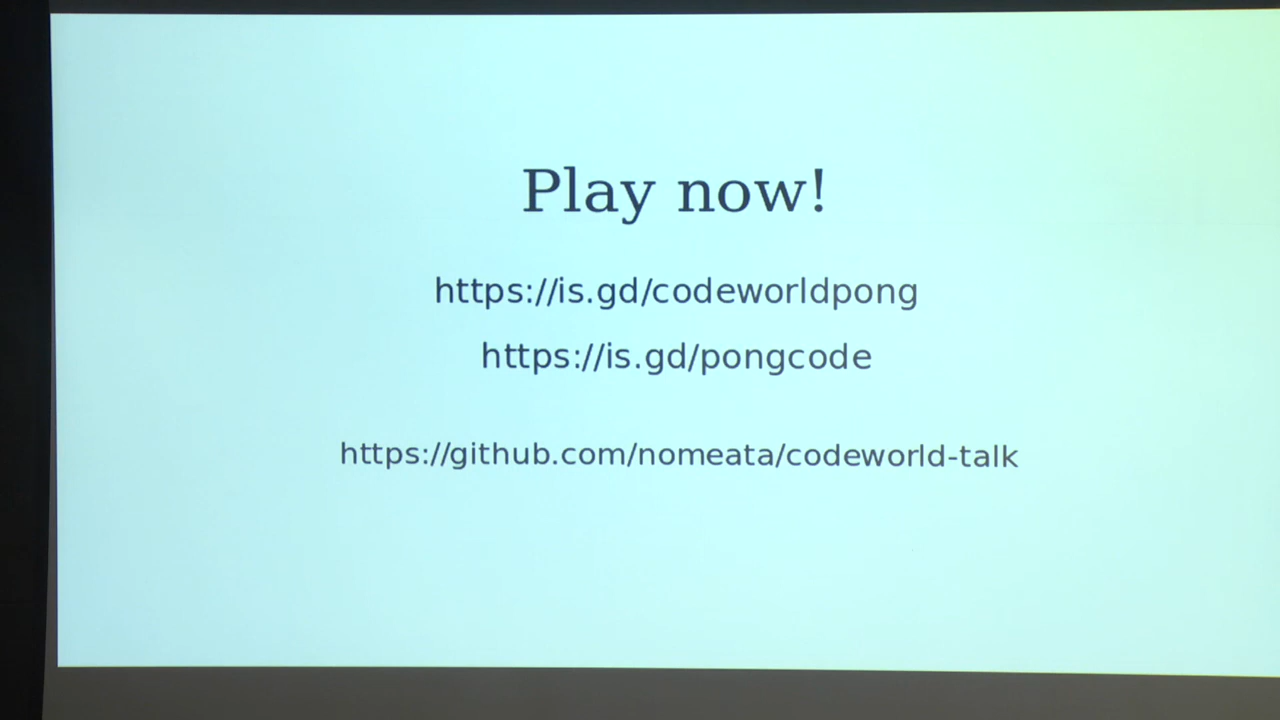 Play now!
https://is.gd/codeworldpong
https://is.gd/pongcode
https://github.com/nomeata/codeworld-talk